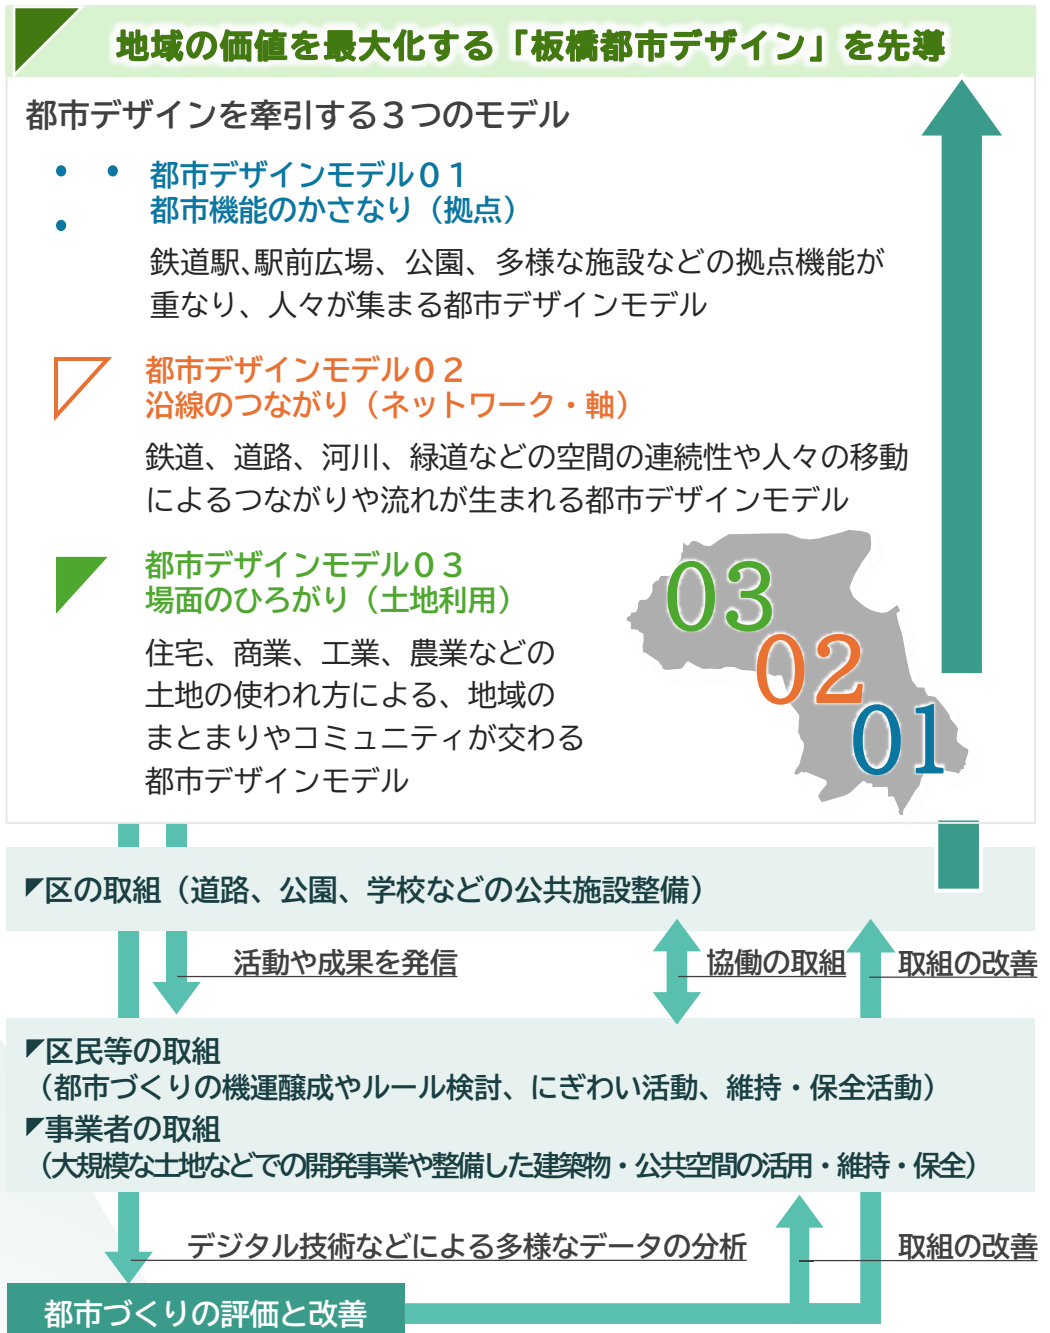 地域の価値を最大化する「板橋都市デザイン」を先導
都市デザインを牽引する３つのモデル
都市デザインモデル０１
都市機能のかさなり（拠点）
鉄道駅、駅前広場、公園、多様な施設などの拠点機能が
重なり、人々が集まる都市デザインモデル
都市デザインモデル０２
沿線のつながり（ネットワーク・軸）
鉄道、道路、河川、緑道などの空間の連続性や人々の移動
によるつながりや流れが生まれる都市デザインモデル
都市デザインモデル０３
場面のひろがり（土地利用）
住宅、商業、工業、農業などの
土地の使われ方による、地域の
まとまりやコミュニティが交わる
都市デザインモデル
03
02
01
区の取組（道路、公園、学校などの公共施設整備）
活動や成果を発信
協働の取組
取組の改善
区民等の取組
（都市づくりの機運醸成やルール検討、にぎわい活動、維持・保全活動）
事業者の取組
（大規模な土地などでの開発事業や整備した建築物・公共空間の活用・維持・保全）
デジタル技術などによる多様なデータの分析
取組の改善
都市づくりの評価と改善